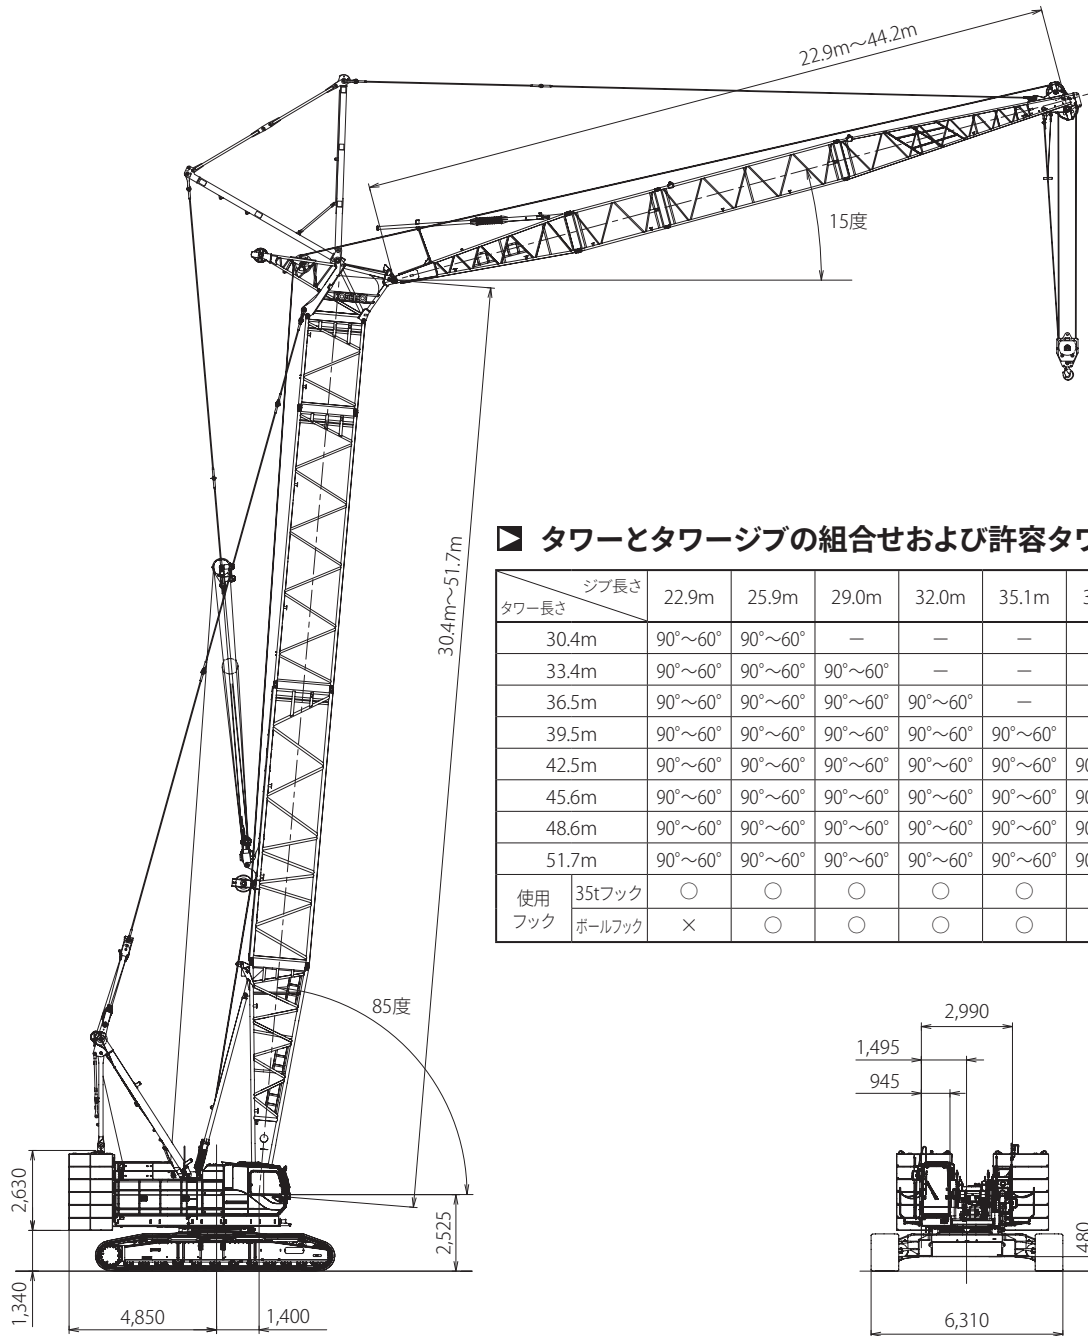 22.9m～44.2m
15度
30.4m～51.7m
85度
2,630
1,340
2,525
4,850
1,400
▶ タワーとタワージブの組合せおよび許容タワ
ジブ長さ
タワー長さ
22.9m 25.9m 29.0m 32.0m 35.1m 3
30.4m 90°～60° 90°～60° － － －
33.4m 90°～60° 90°～60° 90°～60° － －
36.5m 90°～60° 90°～60° 90°～60° 90°～60° －
39.5m 90°～60° 90°～60° 90°～60° 90°～60° 90°～60°
42.5m 90°～60° 90°～60° 90°～60° 90°～60° 90°～60° 90
45.6m 90°～60° 90°～60° 90°～60° 90°～60° 90°～60° 90
48.6m 90°～60° 90°～60° 90°～60° 90°～60° 90°～60° 90
51.7m 90°～60° 90°～60° 90°～60° 90°～60° 90°～60° 90
使用
フック
35tフック ○ ○ ○ ○ ○
ボールフック × ○ ○ ○ ○
2,990
1,495
945
480
6,310